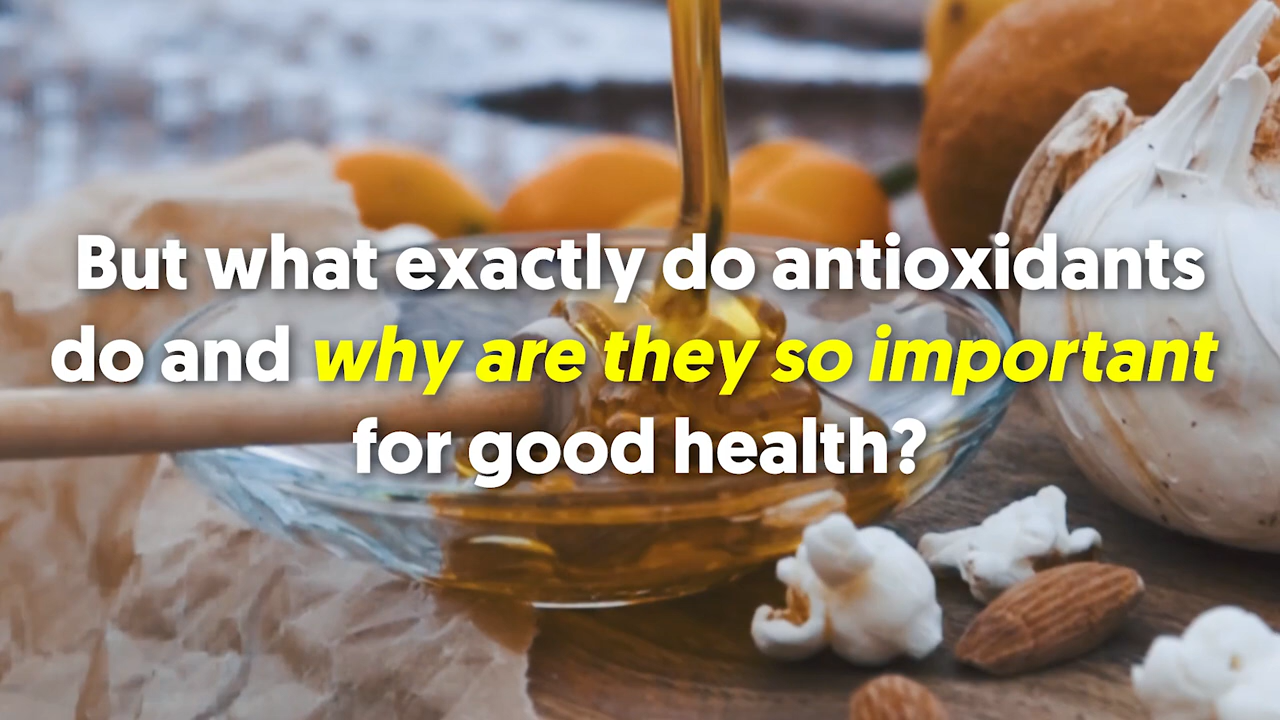 But what exactly do antioxidants
do and why are they so important
for good health?